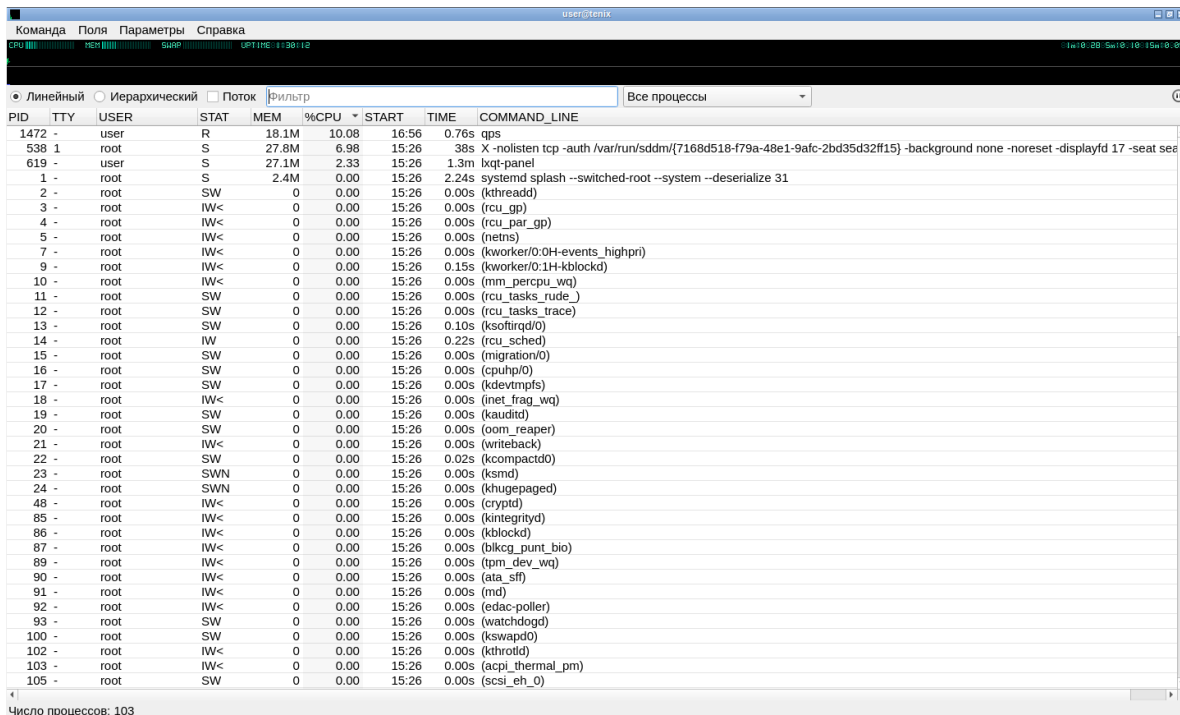 user@tenix
Команда Поля Параметры Справка
CPU MEM SWAP UPTIME 1:30:12 1m:0.28 5m:0.10
Линейный Иерархический Поток Фильтр Все процессы
PID TTY USER STAT MEM %CPU START TIME COMMAND_LINE
1472 - user R 18.1M 10.08 16:56 0.76s qps
538 1 root S 27.8M 6.98 15:26 38s X -nolisten tcp -auth /var/run/sddm/{7168d518-f79a-48e1-9afc-2bd35d32ff15} -background none -noreset -displayfd 17 -seat sea
619 - user S 27.1M 2.33 15:26 1.3m lxqt-panel
1 - root S 2.4M 0.00 15:26 2.24s systemd splash --switched-root --system --deserialize 31
2 - root SW 0 0.00 15:26 0.00s (kthreadd)
3 - root IW< 0 0.00 15:26 0.00s (rcu_gp)
4 - root IW< 0 0.00 15:26 0.00s (rcu_par_gp)
5 - root IW< 0 0.00 15:26 0.00s (netns)
7 - root IW< 0 0.00 15:26 0.00s (kworker/0:0H-events_highpri)
9 - root IW< 0 0.00 15:26 0.15s (kworker/0:1H-kblockd)
10 - root IW< 0 0.00 15:26 0.00s (mm_percpu_wq)
11 - root SW 0 0.00 15:26 0.00s (rcu_tasks_rude_)
12 - root SW 0 0.00 15:26 0.00s (rcu_tasks_trace)
13 - root SW 0 0.00 15:26 0.10s (ksoftirqd/0)
14 - root IW 0 0.00 15:26 0.22s (rcu_sched)
15 - root SW 0 0.00 15:26 0.00s (migration/0)
16 - root SW 0 0.00 15:26 0.00s (cpuhp/0)
17 - root SW 0 0.00 15:26 0.00s (kdevtmpfs)
18 - root IW< 0 0.00 15:26 0.00s (inet_frag_wq)
19 - root SW 0 0.00 15:26 0.00s (kauditd)
20 - root SW 0 0.00 15:26 0.00s (oom_reaper)
21 - root IW< 0 0.00 15:26 0.00s (writeback)
22 - root SW 0 0.00 15:26 0.02s (kcompactd0)
23 - root SWN 0 0.00 15:26 0.00s (ksmd)
24 - root SWN 0 0.00 15:26 0.00s (khugepaged)
48 - root IW< 0 0.00 15:26 0.00s (cryptd)
85 - root IW< 0 0.00 15:26 0.00s (kintegrityd)
86 - root IW< 0 0.00 15:26 0.00s (kblockd)
87 - root IW< 0 0.00 15:26 0.00s (blkcg_punt_bio)
89 - root IW< 0 0.00 15:26 0.00s (tpm_dev_wq)
90 - root IW< 0 0.00 15:26 0.00s (ata_sff)
91 - root IW< 0 0.00 15:26 0.00s (md)
92 - root IW< 0 0.00 15:26 0.00s (edac-poller)
93 - root SW 0 0.00 15:26 0.00s (watchdogd)
100 - root SW 0 0.00 15:26 0.00s (kswapd0)
102 - root IW< 0 0.00 15:26 0.00s (kthrotld)
103 - root IW< 0 0.00 15:26 0.00s (acpi_thermal_pm)
105 - root SW 0 0.00 15:26 0.00s (scsi_eh_0)
Число процессов: 103